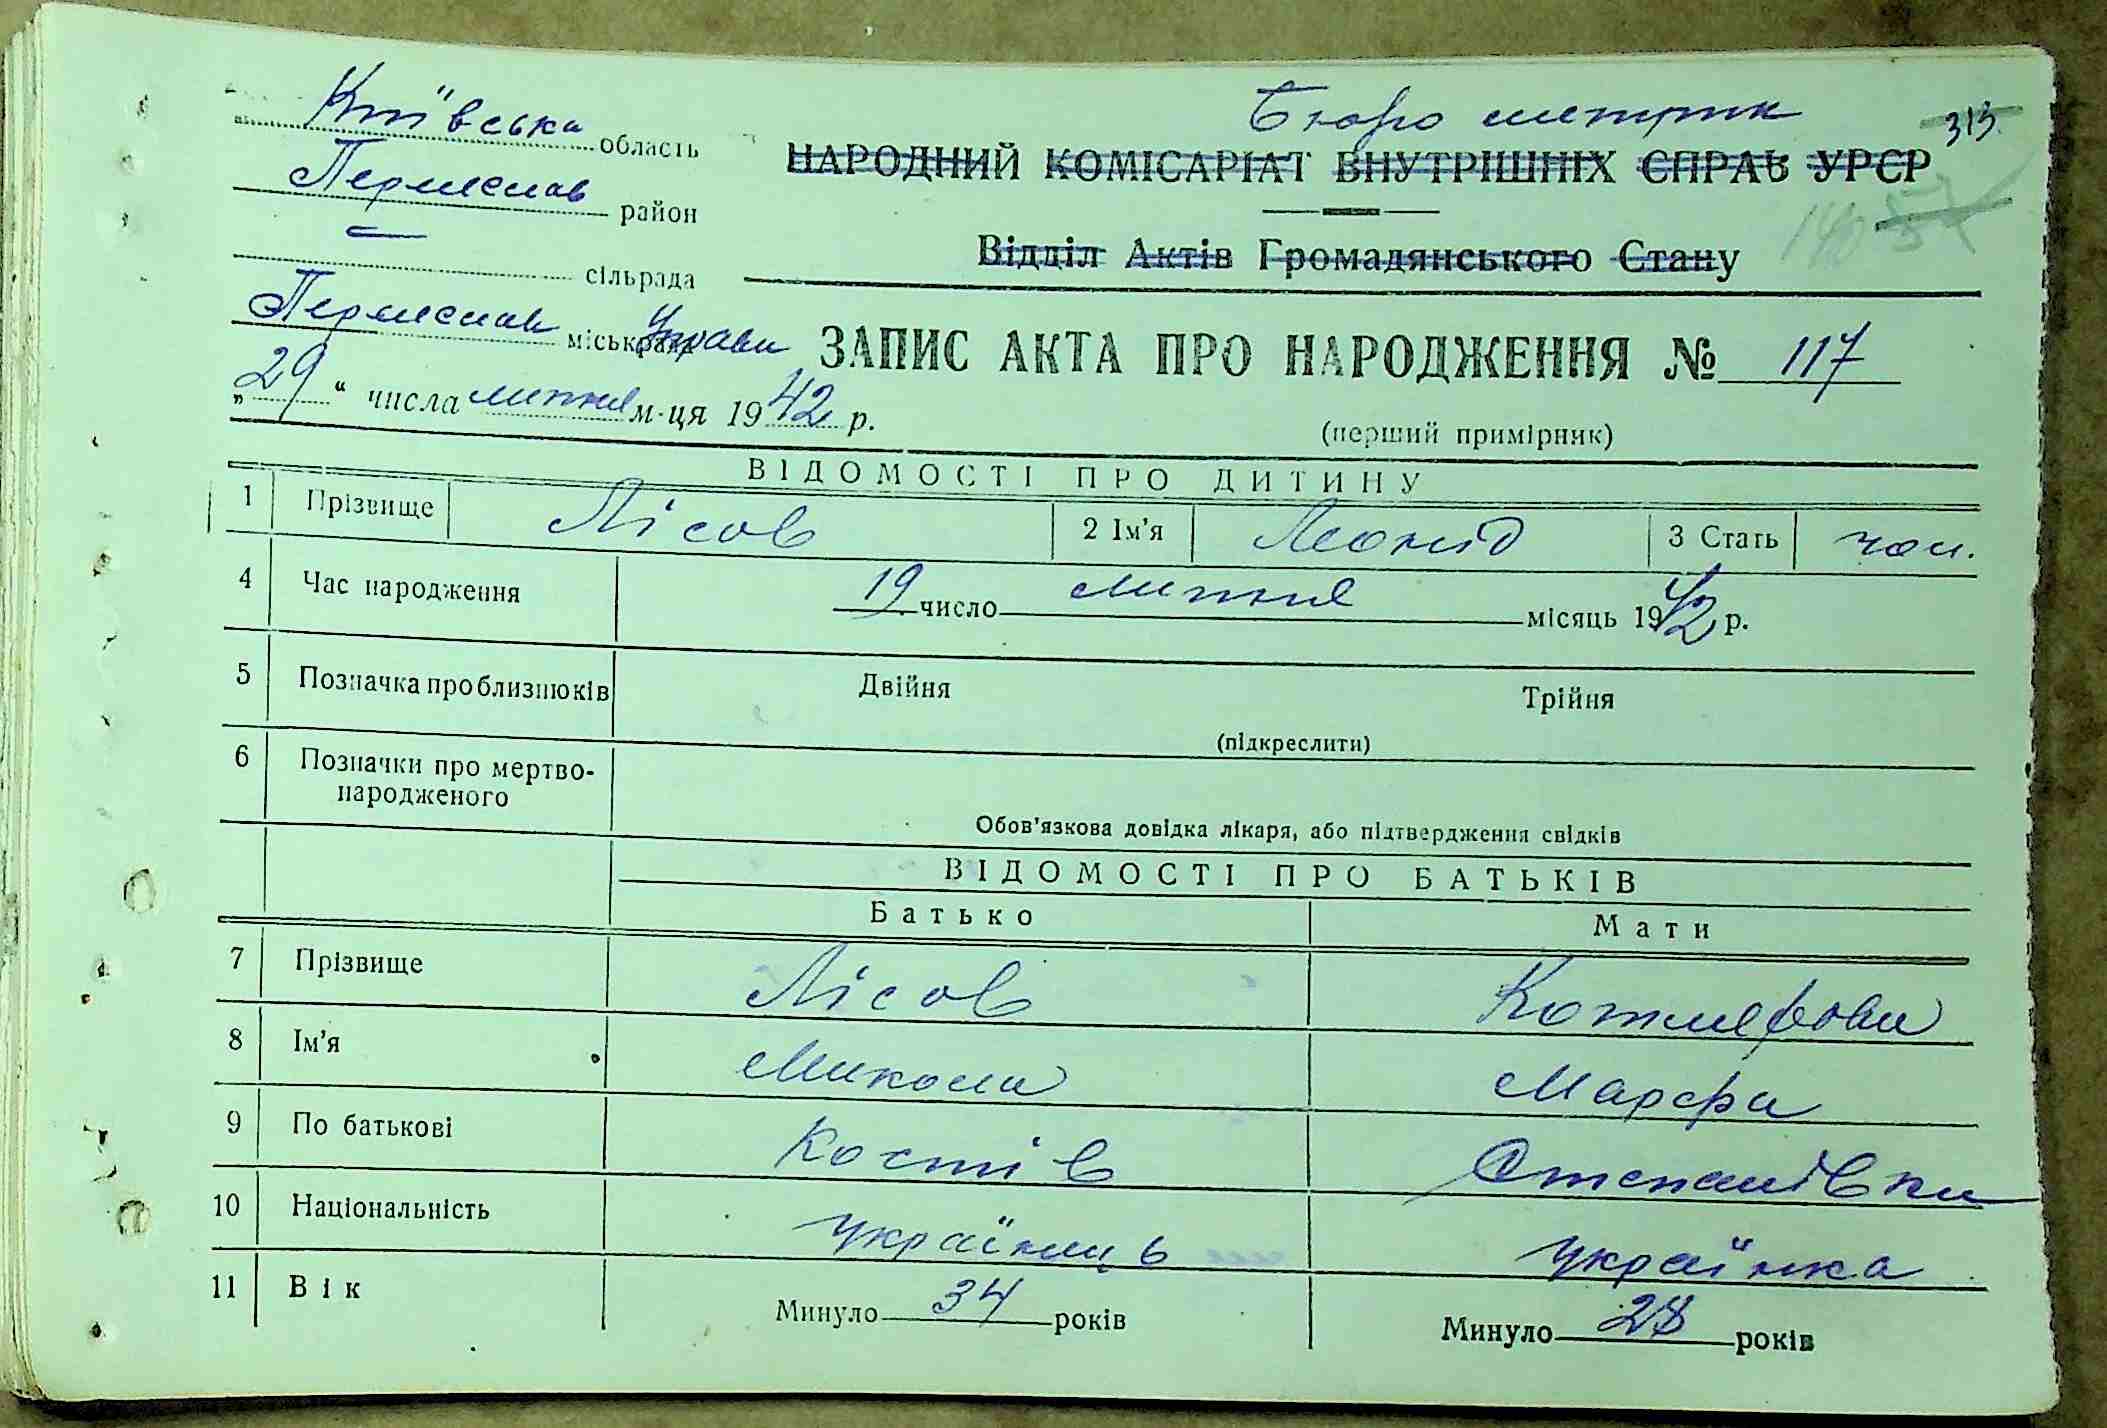 Київська область
Бюро метрик
315
НАРОДНИЙ КОМІСАРІАТ ВНУТРІШНІХ СПРАВ УРСР
Переяслав район
140 57
Відділ Актів Громадянського Стану
— сільрада
Переяслав міськрада Управи
ЗАПИС АКТА ПРО НАРОДЖЕННЯ № 117
„29“ числа липня м-ця 1942 р.
(перший примірник)
ВІДОМОСТІ ПРО ДИТИНУ
1 Прізвище Лісов 2 Ім'я Леонід 3 Стать чол.
4 Час народження 19 число липня місяць 1942 р.
5 Позначка про близнюків Двійня Трійня
(підкреслити)
6 Позначки про мертво-
народженого
Обов'язкова довідка лікаря, або підтвердження свідків
ВІДОМОСТІ ПРО БАТЬКІВ
Батько Мати
7 Прізвище Лісов
8 Ім'я Микола Марфа
9 По батькові Костів Степанівна
10 Національність українець українка
11 Вік Минуло 34 років Минуло 28 років